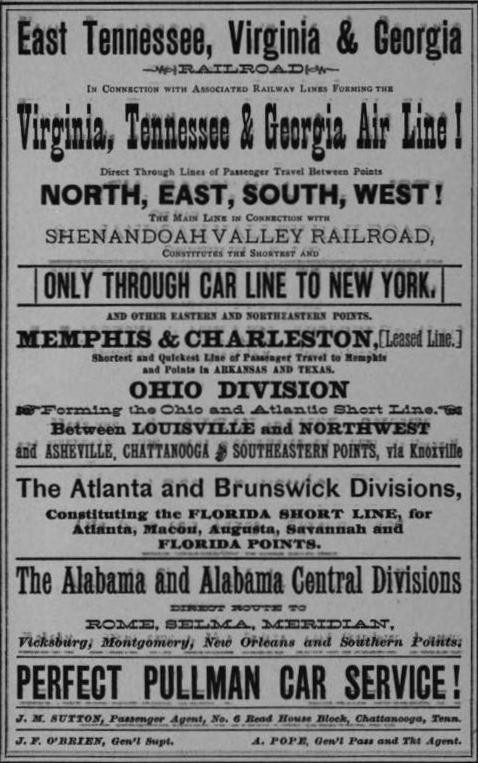 East Tennessee, Virginia & Georgia
RAILROAD
IN CONNECTION WITH ASSOCIATED RAILWAY LINES FORMING THE
Virginia, Tennessee & Georgia Air Line!
Direct Through Lines of Passenger Travel Between Points
NORTH, EAST, SOUTH, WEST!
THE MAIN LINE IN CONNECTION WITH
SHENANDOAH VALLEY RAILROAD,
CONSTITUTES THE SHORTEST AND
ONLY THROUGH CAR LINE TO NEW YORK,
AND OTHER EASTERN AND NORTHEASTERN POINTS.
MEMPHIS & CHARLESTON, [Leased Line.]
Shortest and Quickest Line of Passenger Travel to Memphis
and Points in ARKANSAS AND TEXAS.
OHIO DIVISION
Forming the Ohio and Atlantic Short Line.
Between LOUISVILLE and NORTHWEST
and ASHEVILLE, CHATTANOOGA & SOUTHEASTERN POINTS, via Knoxville
The Atlanta and Brunswick Divisions,
Constituting the FLORIDA SHORT LINE, for
Atlanta, Macon, Augusta, Savannah and
FLORIDA POINTS.
The Alabama and Alabama Central Divisions
DIRECT ROUTE TO
ROME, SELMA, MERIDIAN,
Vicksburg, Montgomery, New Orleans and Southern Points.
PERFECT PULLMAN CAR SERVICE!
J. M. SUTTON, Passenger Agent, No. 6 Read House Block, Chattanooga, Tenn.
J. F. O'BRIEN, Gen'l Supt. A. POPE, Gen'l Pass and Tkt Agent.